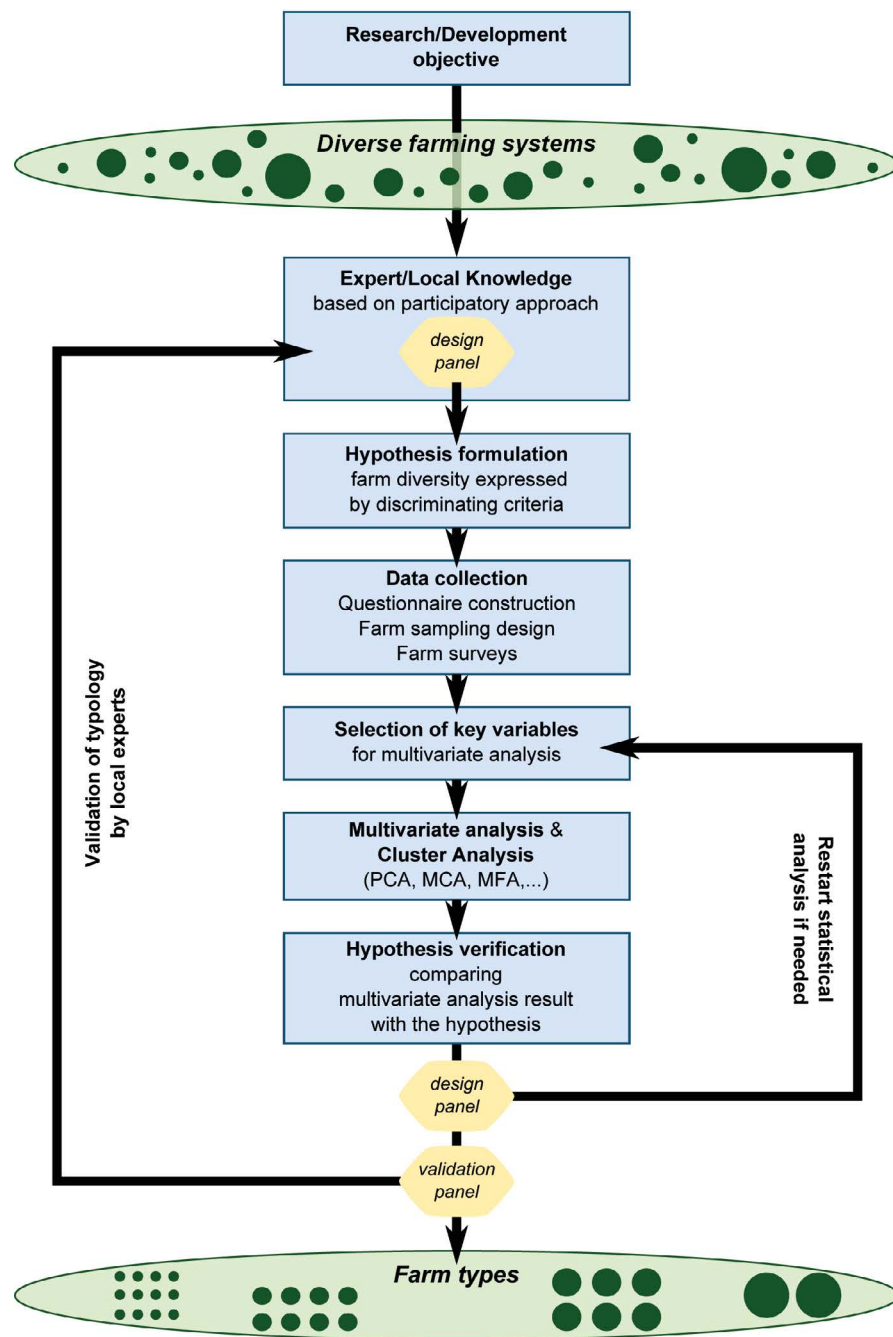 Research/Development
objective
Diverse farming systems
Expert/Local Knowledge
based on participatory approach
design
panel
Hypothesis formulation
farm diversity expressed
by discriminating criteria
Data collection
Questionnaire construction
Farm sampling design
Farm surveys
Selection of key variables
for multivariate analysis
Multivariate analysis &
Cluster Analysis
(PCA, MCA, MFA,...)
Hypothesis verification
comparing
multivariate analysis result
with the hypothesis
design
panel
validation
panel
Farm types
Validation of typology
by local experts
Restart statistical
analysis if needed